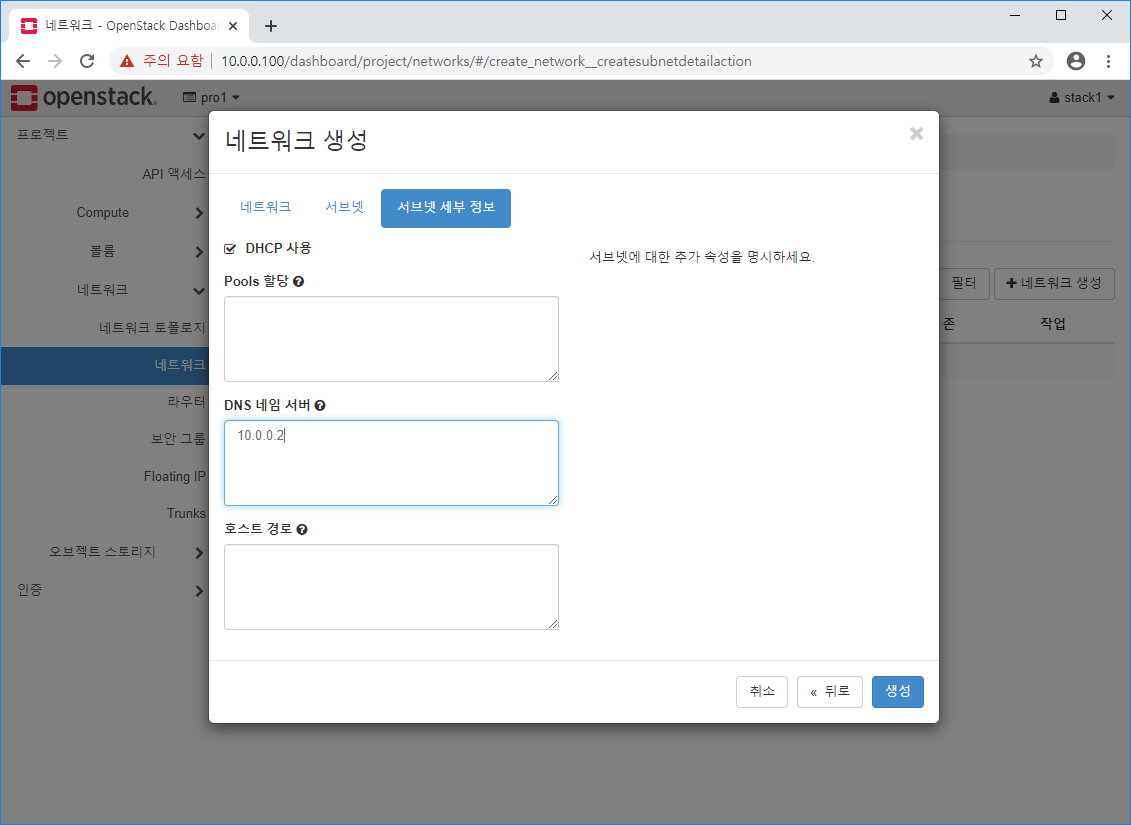 네트워크 - OpenStack Dashboar
주의 요함 | 10.0.0.100/dashboard/project/networks/#/create_network__createsubnetdetailaction
openstack. pro1 stack1
프로젝트
API 액세스
Compute
볼륨
네트워크
네트워크 토폴로지
네트워크
라우터
보안 그룹
Floating IP
Trunks
오브젝트 스토리지
인증
필터
네트워크 생성
존 작업
네트워크 생성
네트워크 서브넷 서브넷 세부 정보
DHCP 사용
서브넷에 대한 추가 속성을 명시하세요.
Pools 할당
DNS 네임 서버
10.0.0.2
호스트 경로
취소 « 뒤로 생성